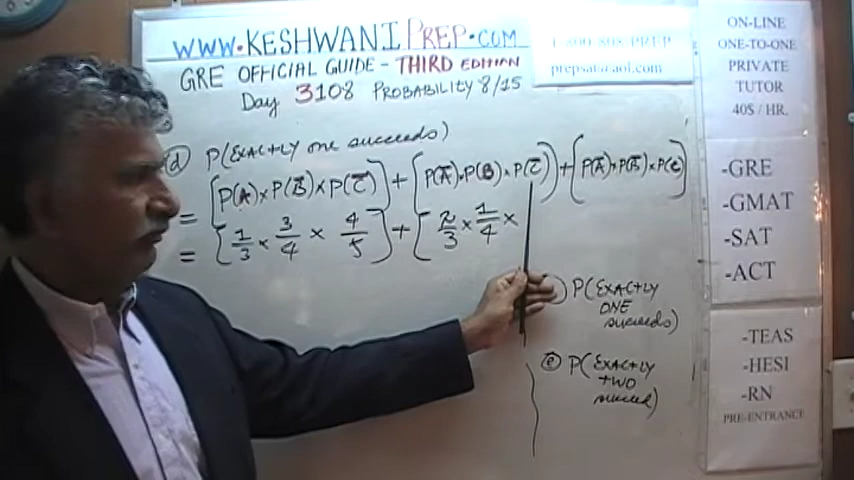 WWW.KESHWANIPREP.COM
GRE OFFICIAL GUIDE - THIRD EDITION
Day 3108 PROBABILITY 8/15
1-800-808-PREP
prepsat@aol.com
(d) P(EXACTLY one succeeds)
= [P(A)×P(B̅)×P(C̅)] + [P(A̅)×P(B)×P(C̅)] + [P(A̅)×P(B̅)×P(C)]
= [1/3 × 3/4 × 4/5] + [2/3 × 1/4 ×
P(EXACTLY
ONE
succeeds)
(e) P(EXACTLY
TWO
succeed)
ON-LINE
ONE-TO-ONE
PRIVATE
TUTOR
40$ / HR.
-GRE
-GMAT
-SAT
-ACT
-TEAS
-HESI
-RN
PRE-ENTRANCE